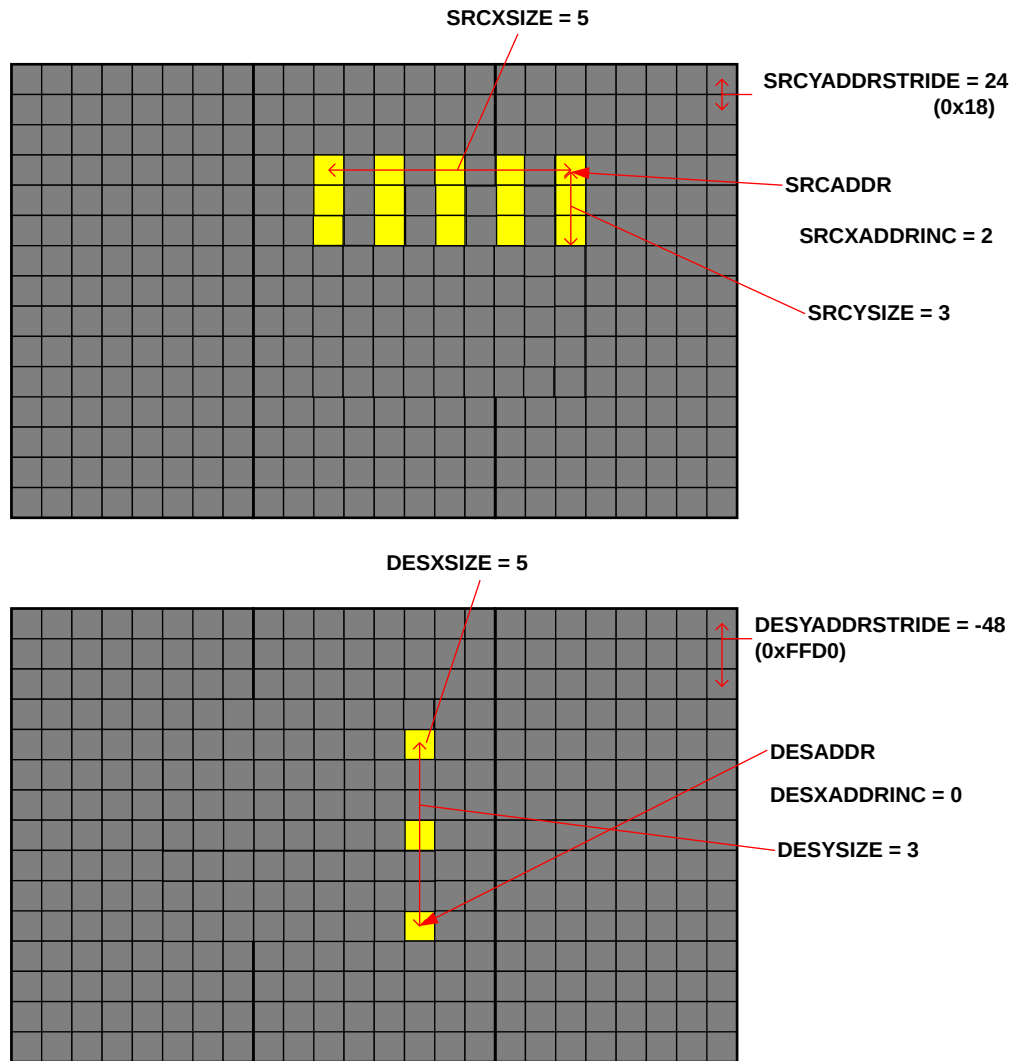 SRCXSIZE = 5
SRCYADDRSTRIDE = 24
(0x18)
SRCADDR
SRCXADDRINC = 2
SRCYSIZE = 3
DESXSIZE = 5
DESYADDRSTRIDE = -48
(0xFFD0)
DESADDR
DESXADDRINC = 0
DESYSIZE = 3